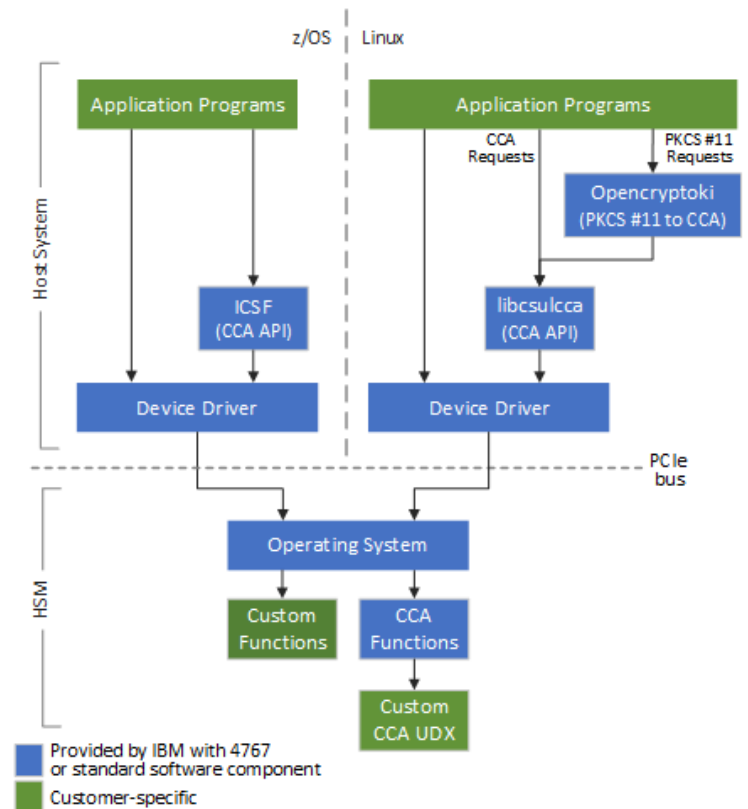 z/OS
Linux
Host System
Application Programs
Application Programs
CCA
Requests
PKCS #11
Requests
Opencryptoki
(PKCS #11 to CCA)
ICSF
(CCA API)
libcsulcca
(CCA API)
Device Driver
Device Driver
PCIe
bus
HSM
Operating System
Custom
Functions
CCA
Functions
Custom
CCA UDX
Provided by IBM with 4767
or standard software component
Customer-specific